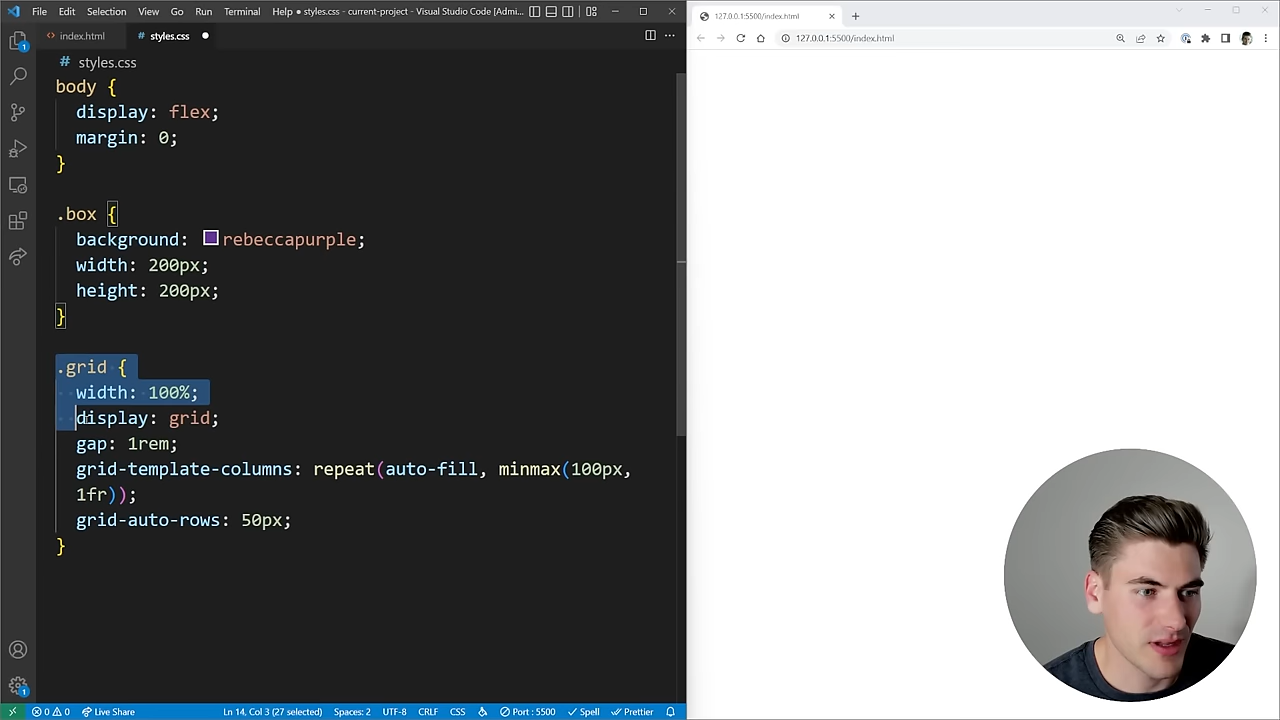 File Edit Selection View Go Run Terminal Help ● styles.css - current-project - Visual Studio Code [Admi...
index.html styles.css
# styles.css
body {
display: flex;
margin: 0;
}
.box {
background: rebeccapurple;
width: 200px;
height: 200px;
}
.grid {
width: 100%;
display: grid;
gap: 1rem;
grid-template-columns: repeat(auto-fill, minmax(100px,
1fr));
grid-auto-rows: 50px;
}
1
1
0 0 Live Share Ln 14, Col 3 (27 selected) Spaces: 2 UTF-8 CRLF CSS Port : 5500 Spell Prettier
127.0.0.1:5500/index.html
127.0.0.1:5500/index.html